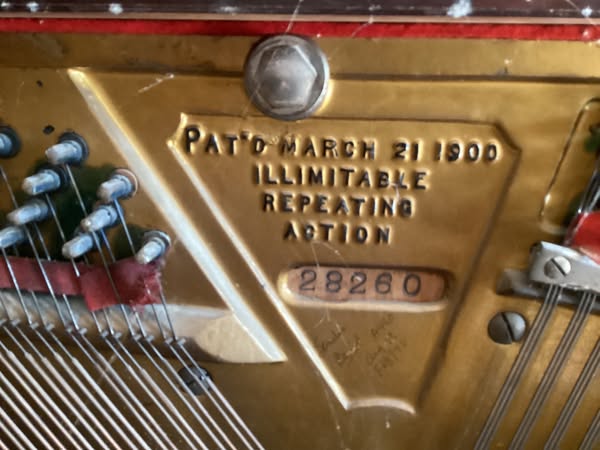 PAT'D MARCH 21 1900
ILLIMITABLE
REPEATING
ACTION
28260